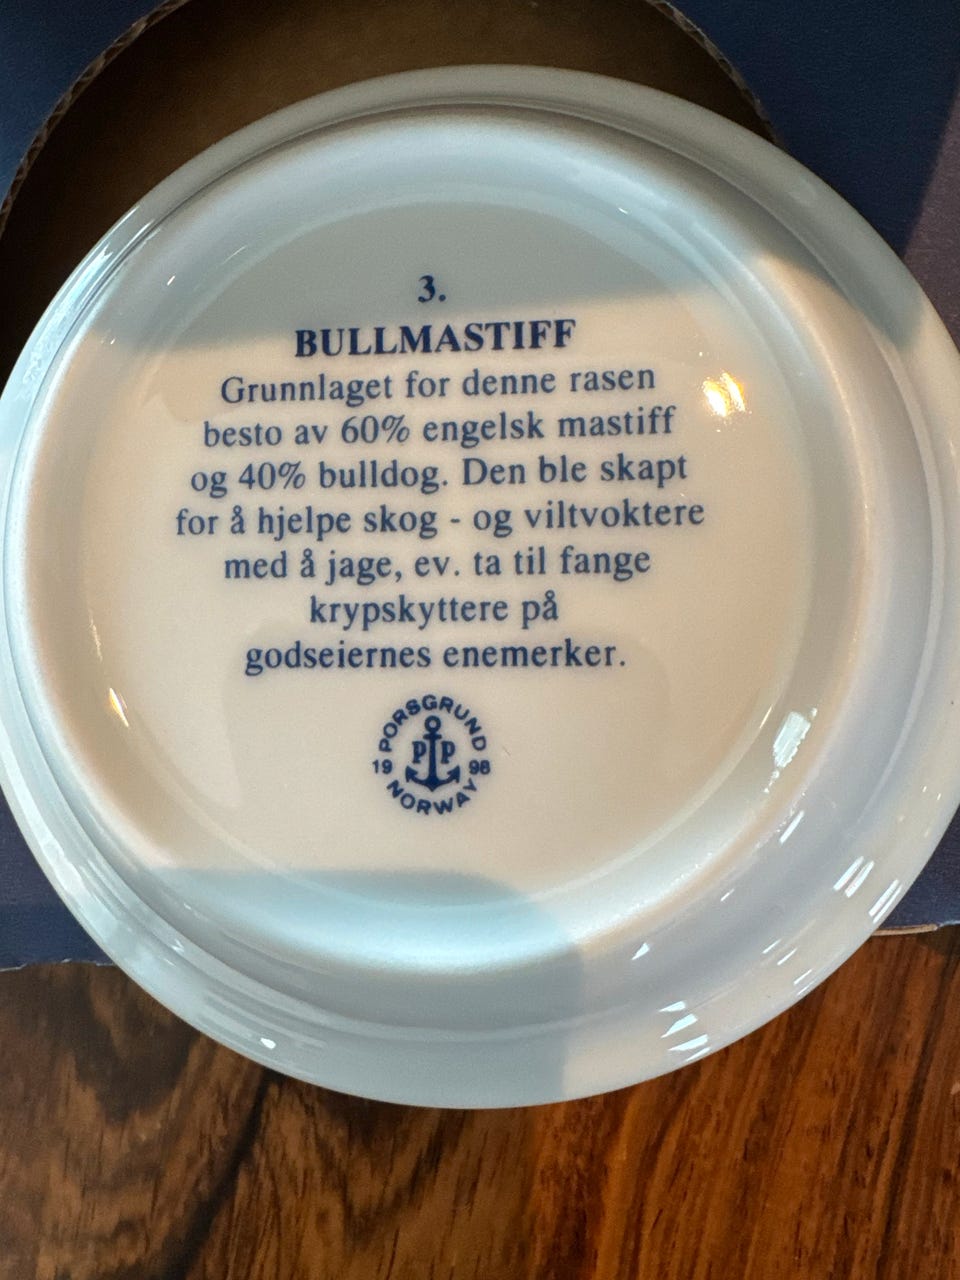 3.
BULLMASTIFF
Grunnlaget for denne rasen
besto av 60% engelsk mastiff
og 40% bulldog. Den ble skapt
for å hjelpe skog - og viltvoktere
med å jage, ev. ta til fange
krypskyttere på
godseiernes enemerker.
PORSGRUND
PP
19 98
NORWAY